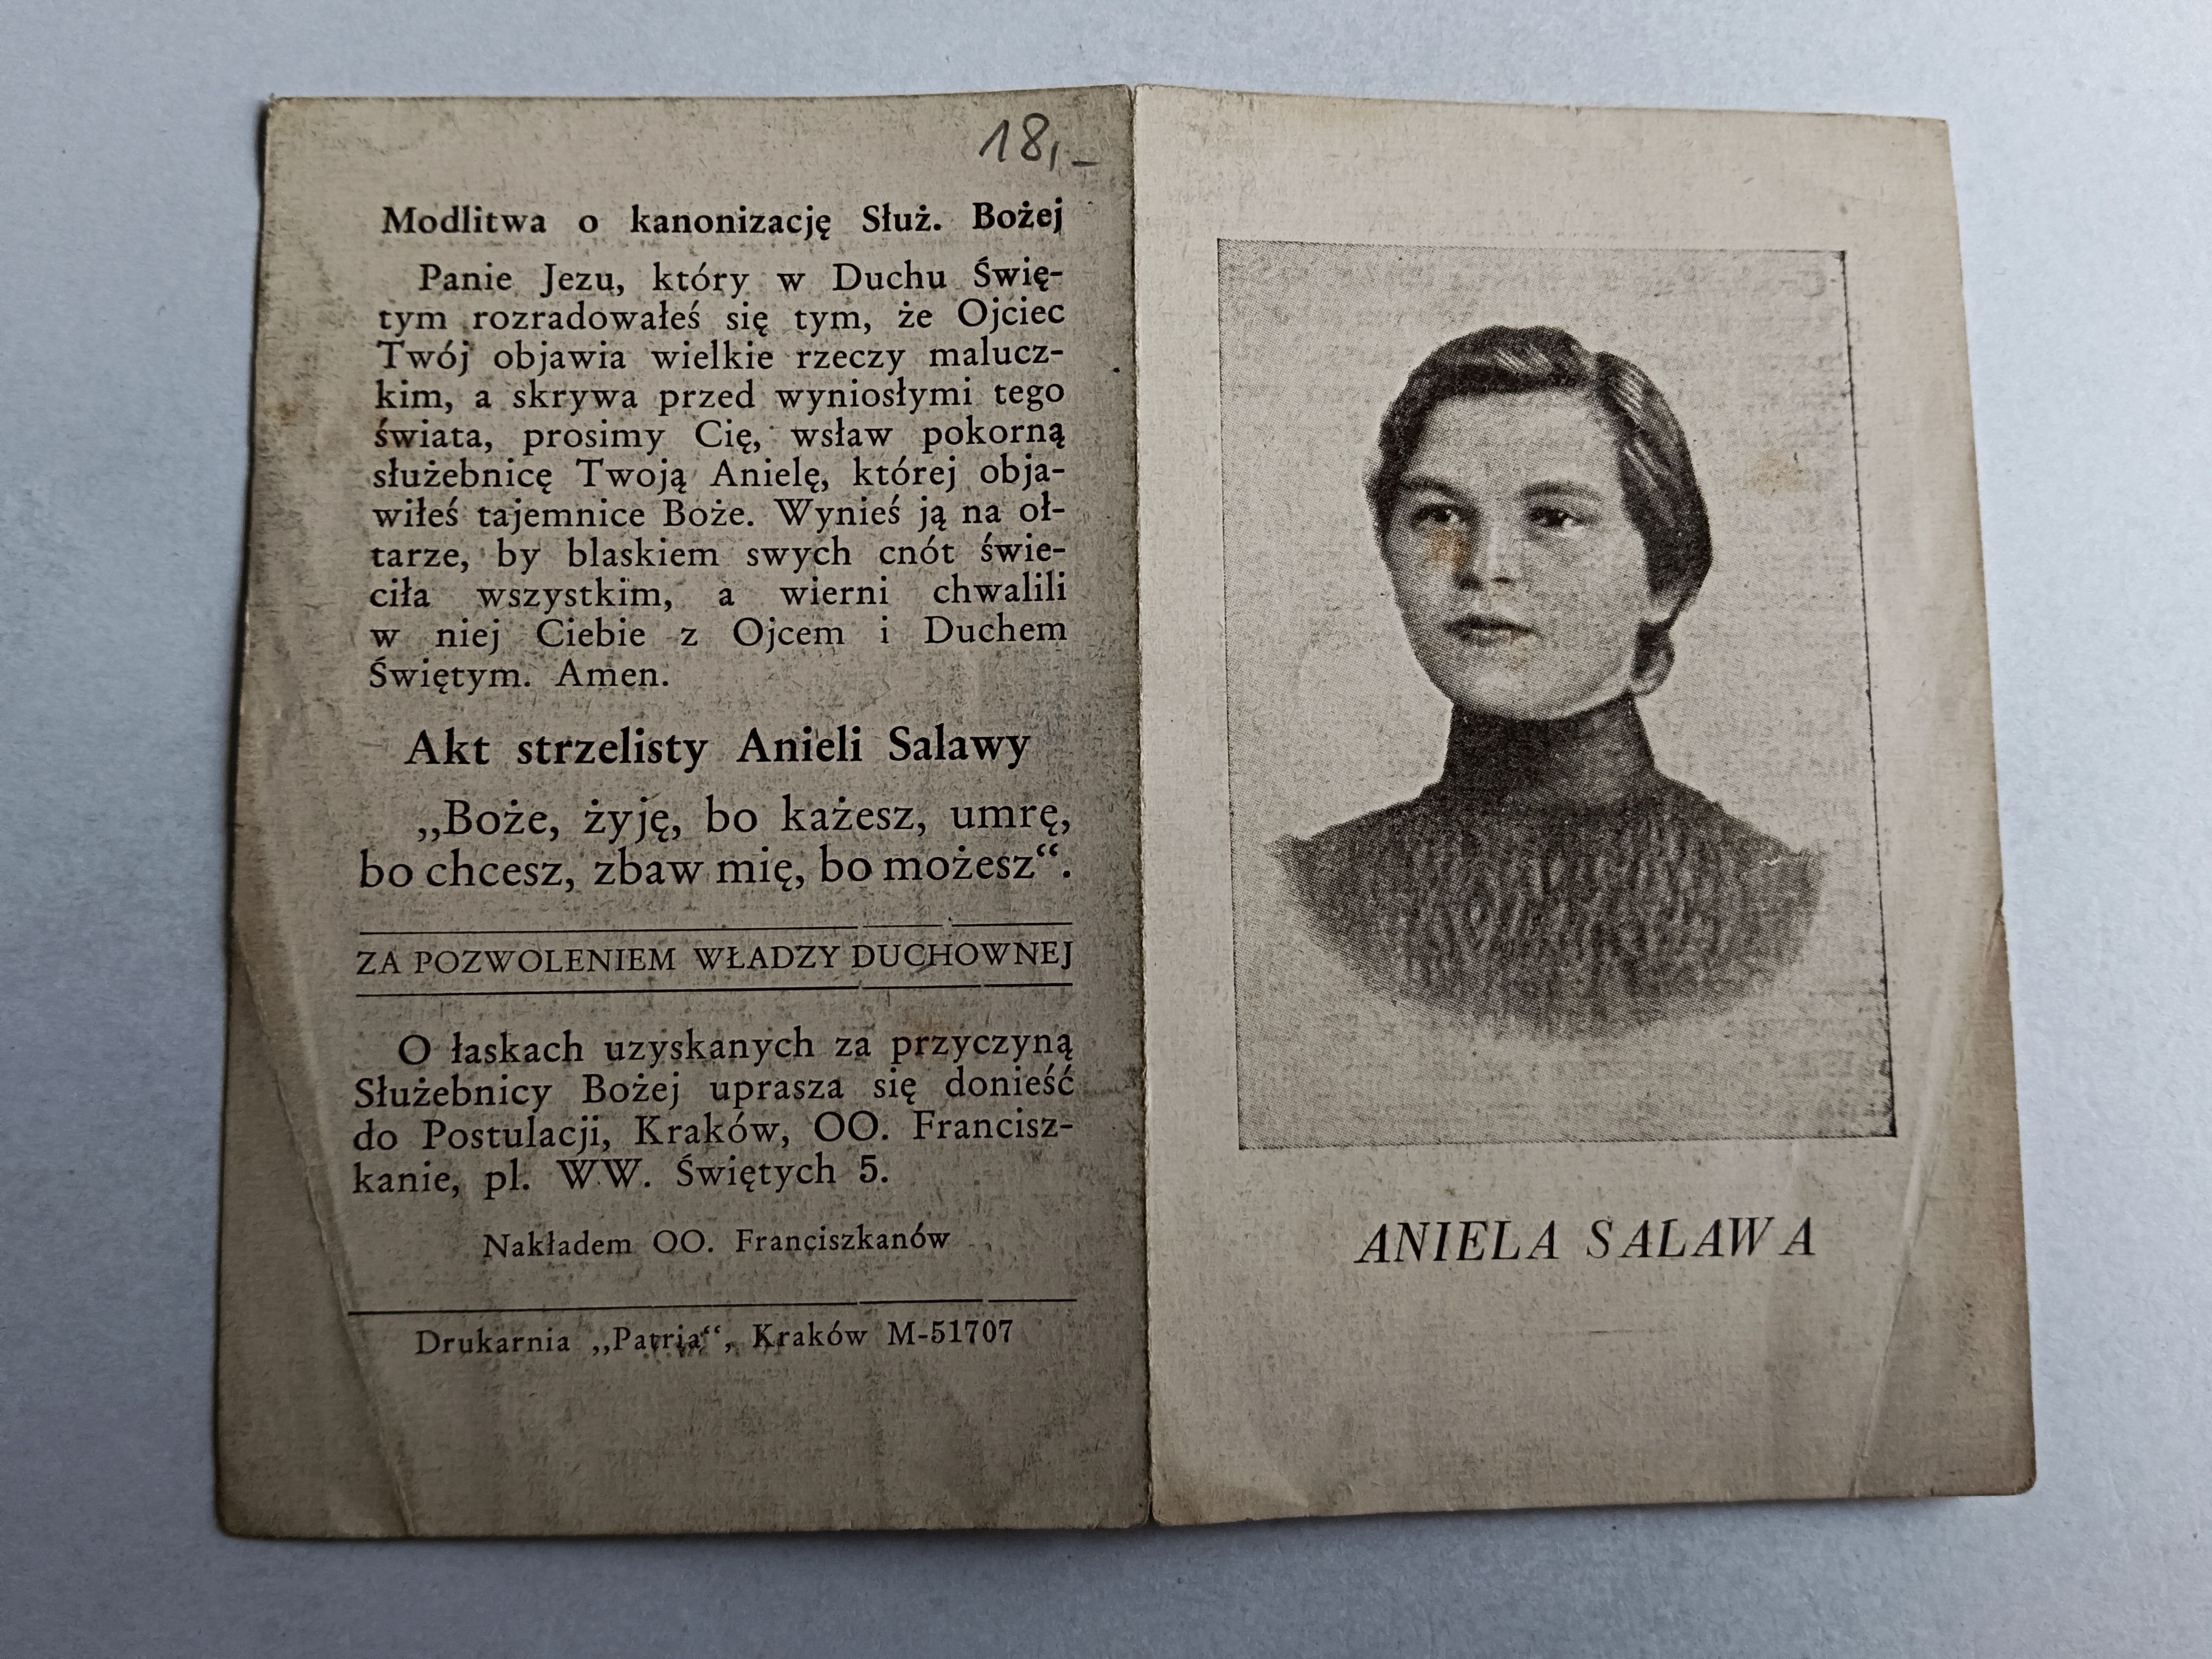 18,-
Modlitwa o kanonizację Służ. Bożej
Panie Jezu, który w Duchu Świę-
tym rozradowałeś się tym, że Ojciec
Twój objawia wielkie rzeczy malucz-
kim, a skrywa przed wyniosłymi tego
świata, prosimy Cię, wsław pokorną
służebnicę Twoją Anielę, której obja-
wiłeś tajemnice Boże. Wynieś ją na oł-
tarze, by blaskiem swych cnót świe-
ciła wszystkim, a wierni chwalili
w niej Ciebie z Ojcem i Duchem
Świętym. Amen.
Akt strzelisty Anieli Salawy
„Boże, żyję, bo każesz, umrę,
bo chcesz, zbaw mię, bo możesz“.
ZA POZWOLENIEM WŁADZY DUCHOWNEJ
O łaskach uzyskanych za przyczyną
Służebnicy Bożej uprasza się donieść
do Postulacji, Kraków, OO. Francisz-
kanie, pl. WW. Świętych 5.
Nakładem OO. Franciszkanów
Drukarnia „Patria“, Kraków M-51707
ANIELA SALAWA